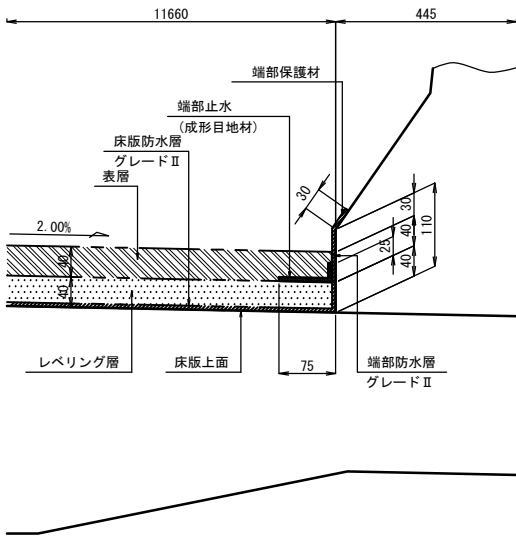 11660
445
端部保護材
端部止水
(成形目地材)
床版防水層
グレードⅡ
表層
30
2.00%
30
40
25
40
110
40
40
レベリング層
床版上面
75
端部防水層
グレードⅡ